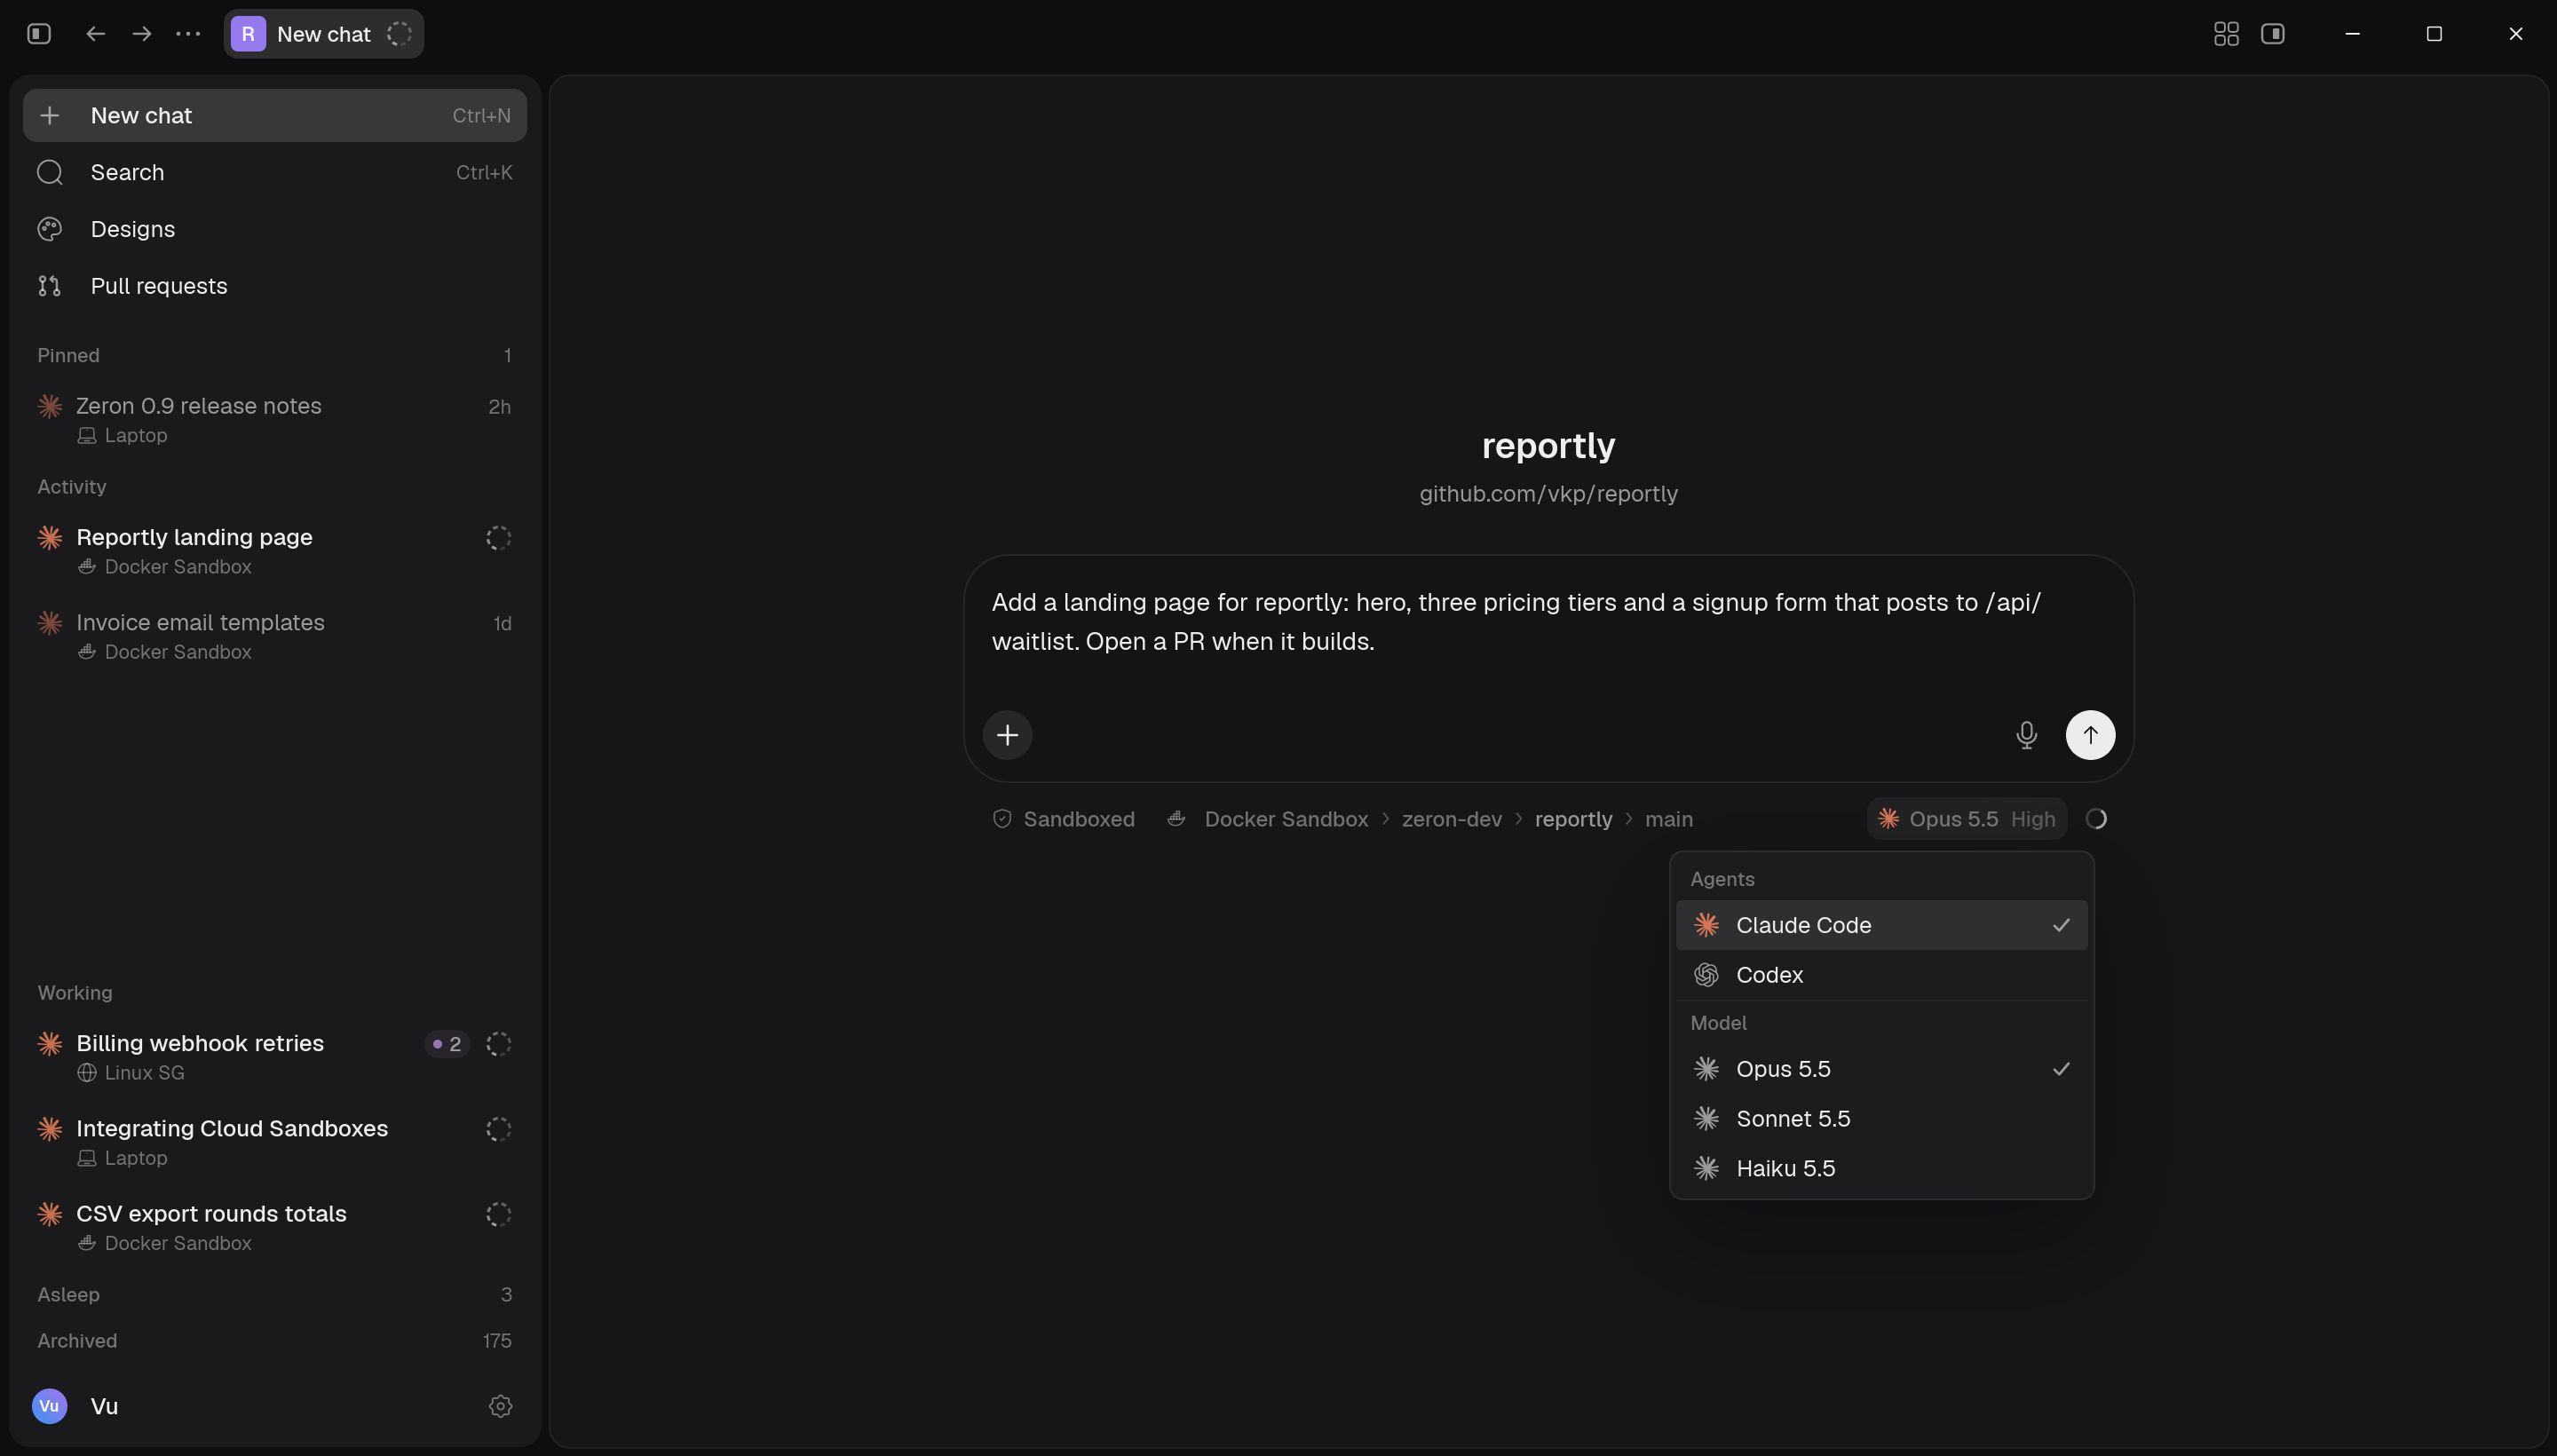 R New chat
New chat Ctrl+N
Search Ctrl+K
Designs
Pull requests
Pinned 1
Zeron 0.9 release notes 2h
Laptop
Activity
Reportly landing page
Docker Sandbox
Invoice email templates 1d
Docker Sandbox
Working
Billing webhook retries 2
Linux SG
Integrating Cloud Sandboxes
Laptop
CSV export rounds totals
Docker Sandbox
Asleep 3
Archived 175
Vu Vu
reportly
github.com/vkp/reportly
Add a landing page for reportly: hero, three pricing tiers and a signup form that posts to /api/
waitlist. Open a PR when it builds.
Sandboxed Docker Sandbox > zeron-dev > reportly > main Opus 5.5 High
Agents
Claude Code
Codex
Model
Opus 5.5
Sonnet 5.5
Haiku 5.5